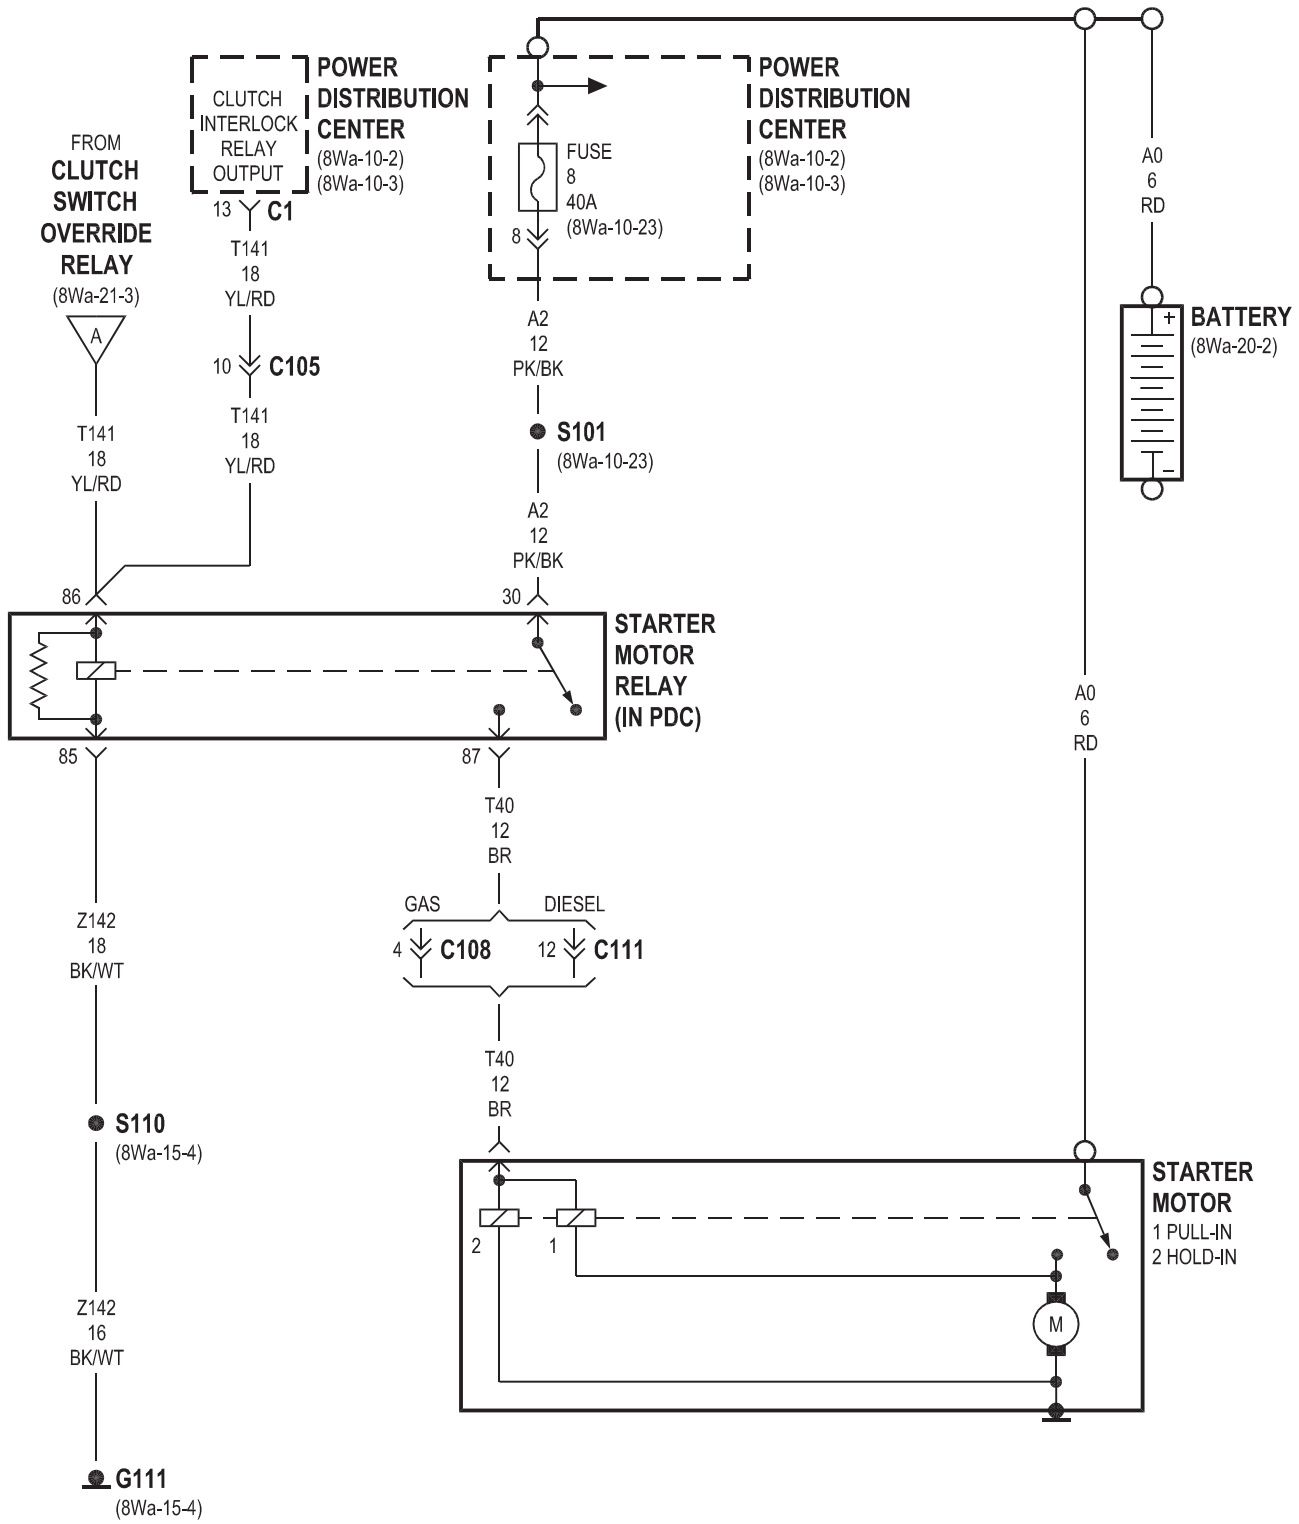 POWER
DISTRIBUTION
CENTER
(8Wa-10-2)
(8Wa-10-3)
CLUTCH
INTERLOCK
RELAY
OUTPUT
FROM
CLUTCH
SWITCH
OVERRIDE
RELAY
(8Wa-21-3)
A
13 C1
T141
18
YL/RD
10 C105
T141
18
YL/RD
T141
18
YL/RD
POWER
DISTRIBUTION
CENTER
(8Wa-10-2)
(8Wa-10-3)
FUSE
8
40A
(8Wa-10-23)
8
A2
12
PK/BK
S101
(8Wa-10-23)
A2
12
PK/BK
A0
6
RD
+
-
BATTERY
(8Wa-20-2)
86
30
STARTER
MOTOR
RELAY
(IN PDC)
85
87
A0
6
RD
T40
12
BR
GAS
DIESEL
4 C108
12 C111
T40
12
BR
Z142
18
BK/WT
S110
(8Wa-15-4)
Z142
16
BK/WT
G111
(8Wa-15-4)
STARTER
MOTOR
1 PULL-IN
2 HOLD-IN
2
1
M